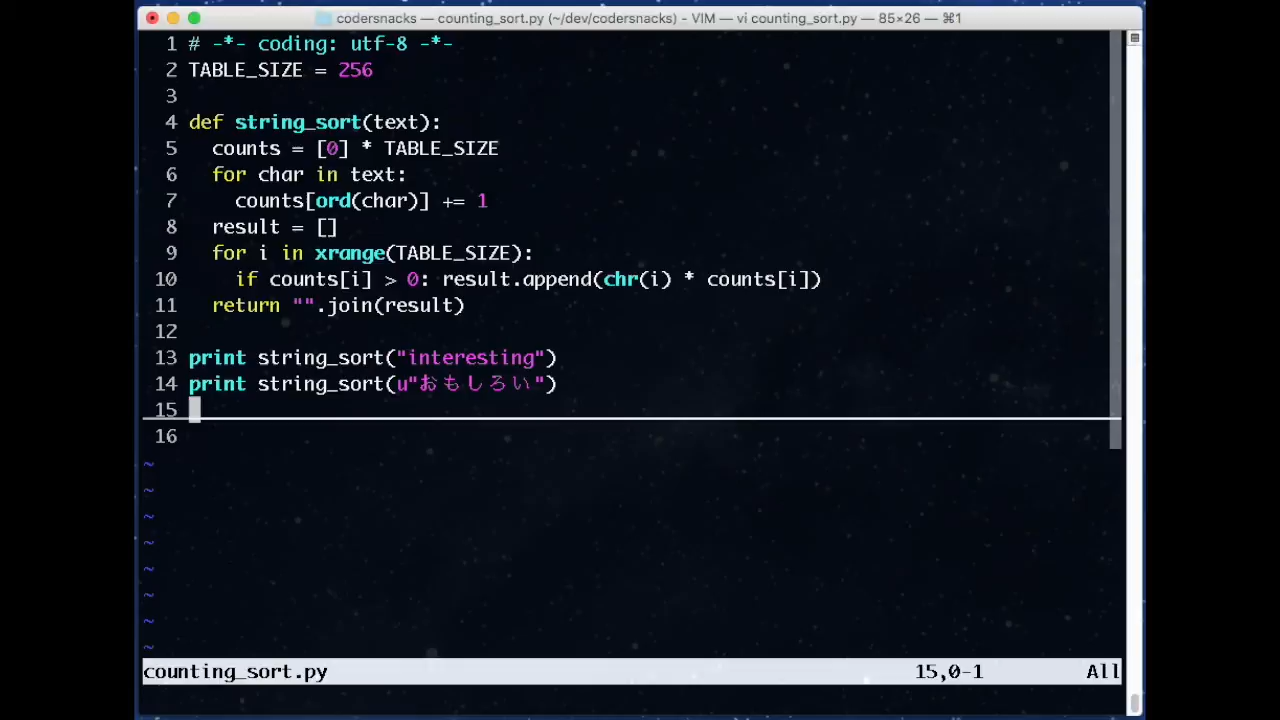 codersnacks — counting_sort.py (~/dev/codersnacks) - VIM — vi counting_sort.py — 85×26 — ⌘1
1 # -*- coding: utf-8 -*-
2 TABLE_SIZE = 256
3
4 def string_sort(text):
5   counts = [0] * TABLE_SIZE
6   for char in text:
7     counts[ord(char)] += 1
8   result = []
9   for i in xrange(TABLE_SIZE):
10     if counts[i] > 0: result.append(chr(i) * counts[i])
11   return "".join(result)
12
13 print string_sort("interesting")
14 print string_sort(u"おもしろい")
15
16
~
~
~
~
~
~
~
~
counting_sort.py 15,0-1 All